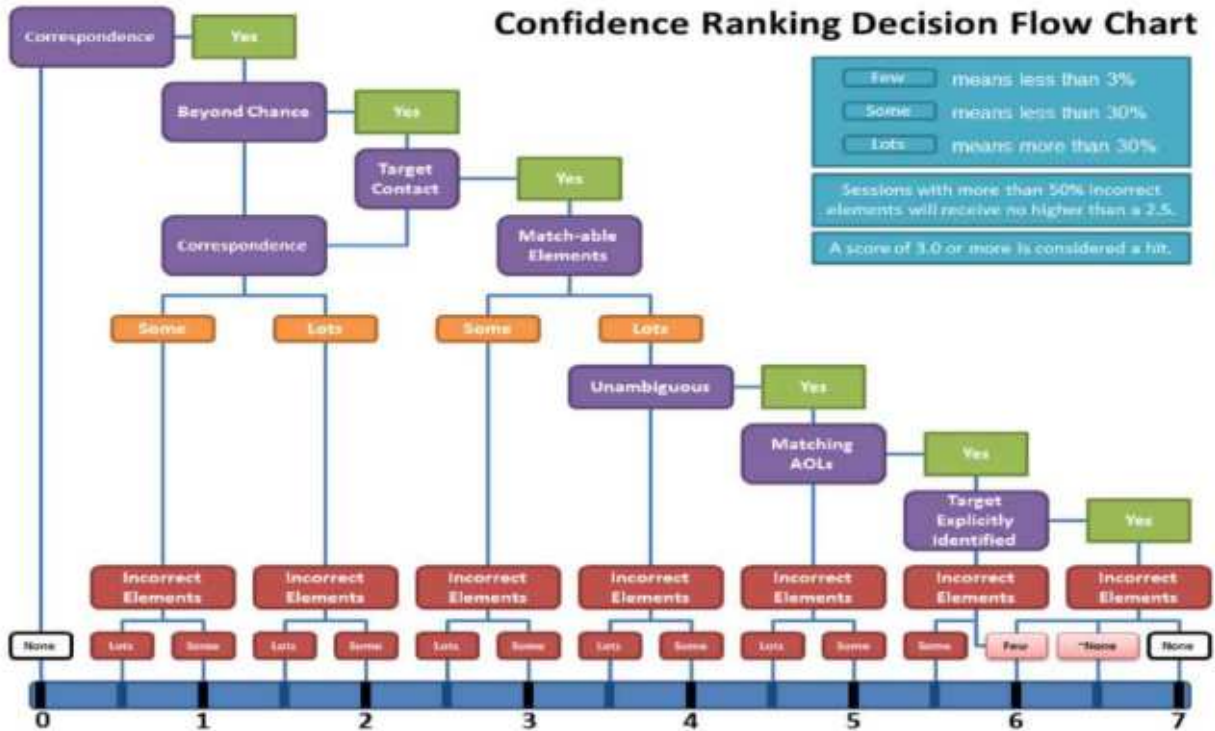 Confidence Ranking Decision Flow Chart
Correspondence
Yes
Few means less than 3%
Some means less than 30%
Lots means more than 30%
Sessions with more than 50% incorrect
elements will receive no higher than a 2.5.
A score of 3.0 or more is considered a hit.
Beyond Chance
Yes
Target
Contact
Yes
Correspondence
Match-able
Elements
Some
Lots
Some
Lots
Unambiguous
Yes
Matching
AOLs
Yes
Target
Explicitly
identified
Yes
Incorrect
Elements
Incorrect
Elements
Incorrect
Elements
Incorrect
Elements
Incorrect
Elements
Incorrect
Elements
Incorrect
Elements
None
Lots
Some
Lots
Some
Lots
Some
Lots
Some
Lots
Some
Some
Few
~None
None
0
1
2
3
4
5
6
7